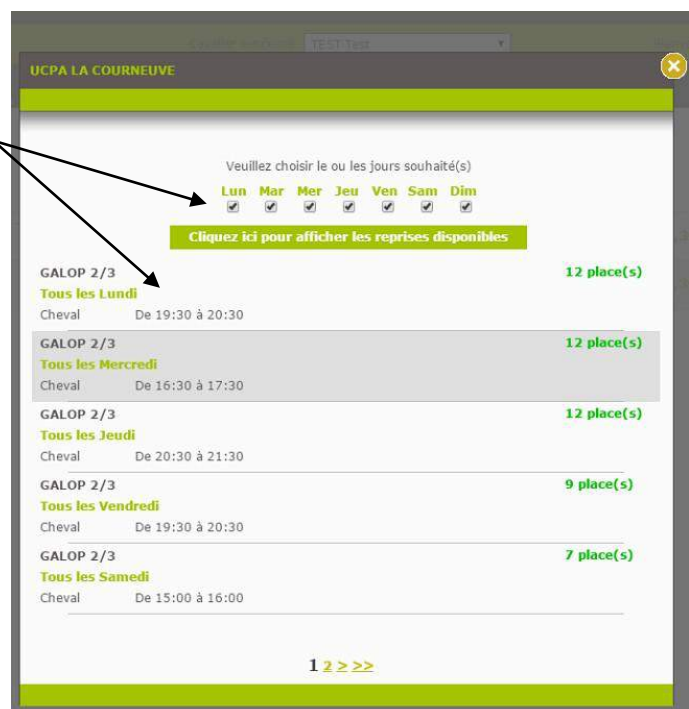 TEST Test
UCPA LA COURNEUVE
Veuillez choisir le ou les jours souhaité(s)
Lun Mar Mer Jeu Ven Sam Dim
Cliquez ici pour afficher les reprises disponibles
GALOP 2/3 12 place(s)
Tous les Lundi
Cheval De 19:30 à 20:30
GALOP 2/3 12 place(s)
Tous les Mercredi
Cheval De 16:30 à 17:30
GALOP 2/3 12 place(s)
Tous les Jeudi
Cheval De 20:30 à 21:30
GALOP 2/3 9 place(s)
Tous les Vendredi
Cheval De 19:30 à 20:30
GALOP 2/3 7 place(s)
Tous les Samedi
Cheval De 15:00 à 16:00
1 2 > >>